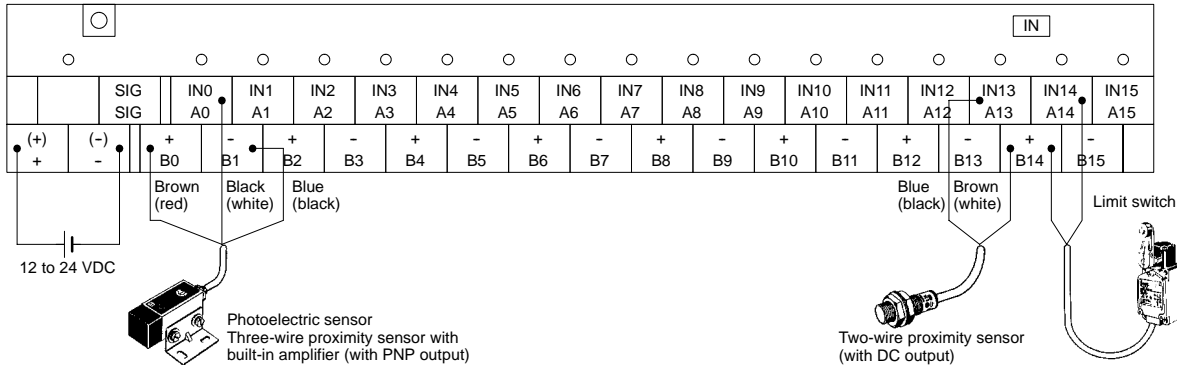 IN
SIG IN0 IN1 IN2 IN3 IN4 IN5 IN6 IN7 IN8 IN9 IN10 IN11 IN12 IN13 IN14 IN15
SIG A0 A1 A2 A3 A4 A5 A6 A7 A8 A9 A10 A11 A12 A13 A14 A15
(+) (-) + - + - + - + - + - + - + - + -
+ - B0 B1 B2 B3 B4 B5 B6 B7 B8 B9 B10 B11 B12 B13 B14 B15
Brown Black Blue
(red) (white) (black)
Blue Brown
(black) (white)
Limit switch
12 to 24 VDC
Photoelectric sensor
Three-wire proximity sensor with
built-in amplifier (with PNP output)
Two-wire proximity sensor
(with DC output)